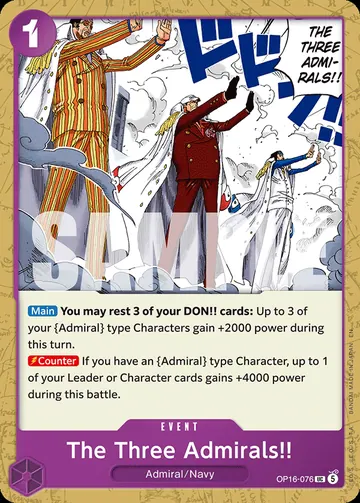 1
THE
THREE
ADMI-
RALS!!
ドドン!!
SAMPLE
Main You may rest 3 of your DON!! cards: Up to 3 of
your {Admiral} type Characters gain +2000 power during
this turn.
Counter If you have an {Admiral} type Character, up to 1
of your Leader or Character cards gains +4000 power
during this battle.
EVENT
The Three Admirals!!
Admiral/Navy
OP16-076 UC 5